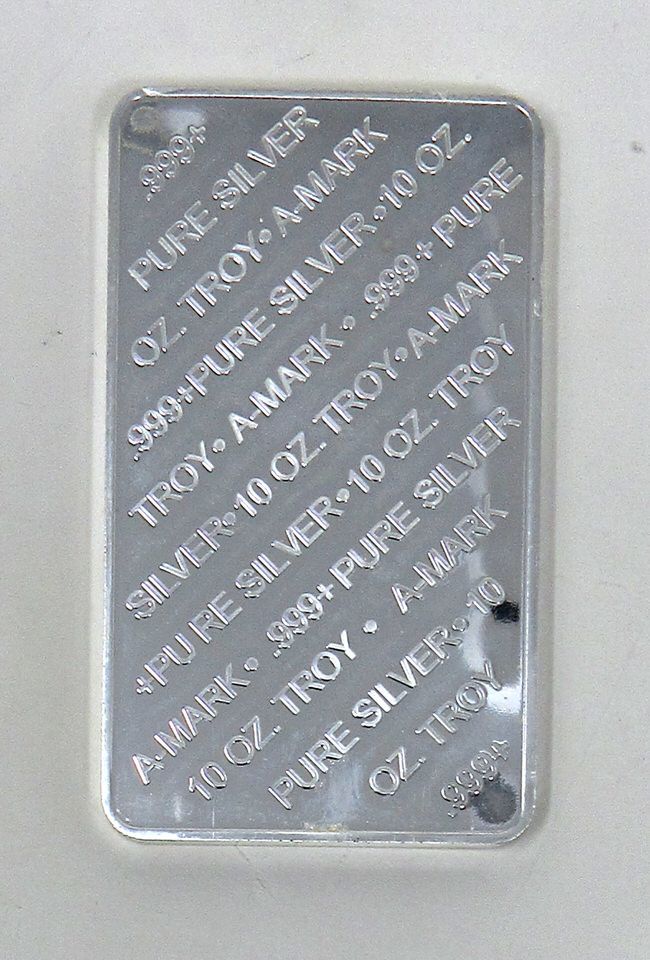 .999+
PURE SILVER
OZ. TROY • A-MARK
.999+PURE SILVER • 10 OZ.
TROY • A-MARK • .999+ PURE
SILVER • 10 OZ. TROY • A-MARK
+PU RE SILVER • 10 OZ. TROY
A-MARK • .999+ PURE SILVER
10 OZ. TROY • A-MARK
PURE SILVER • 10
OZ. TROY
.999+